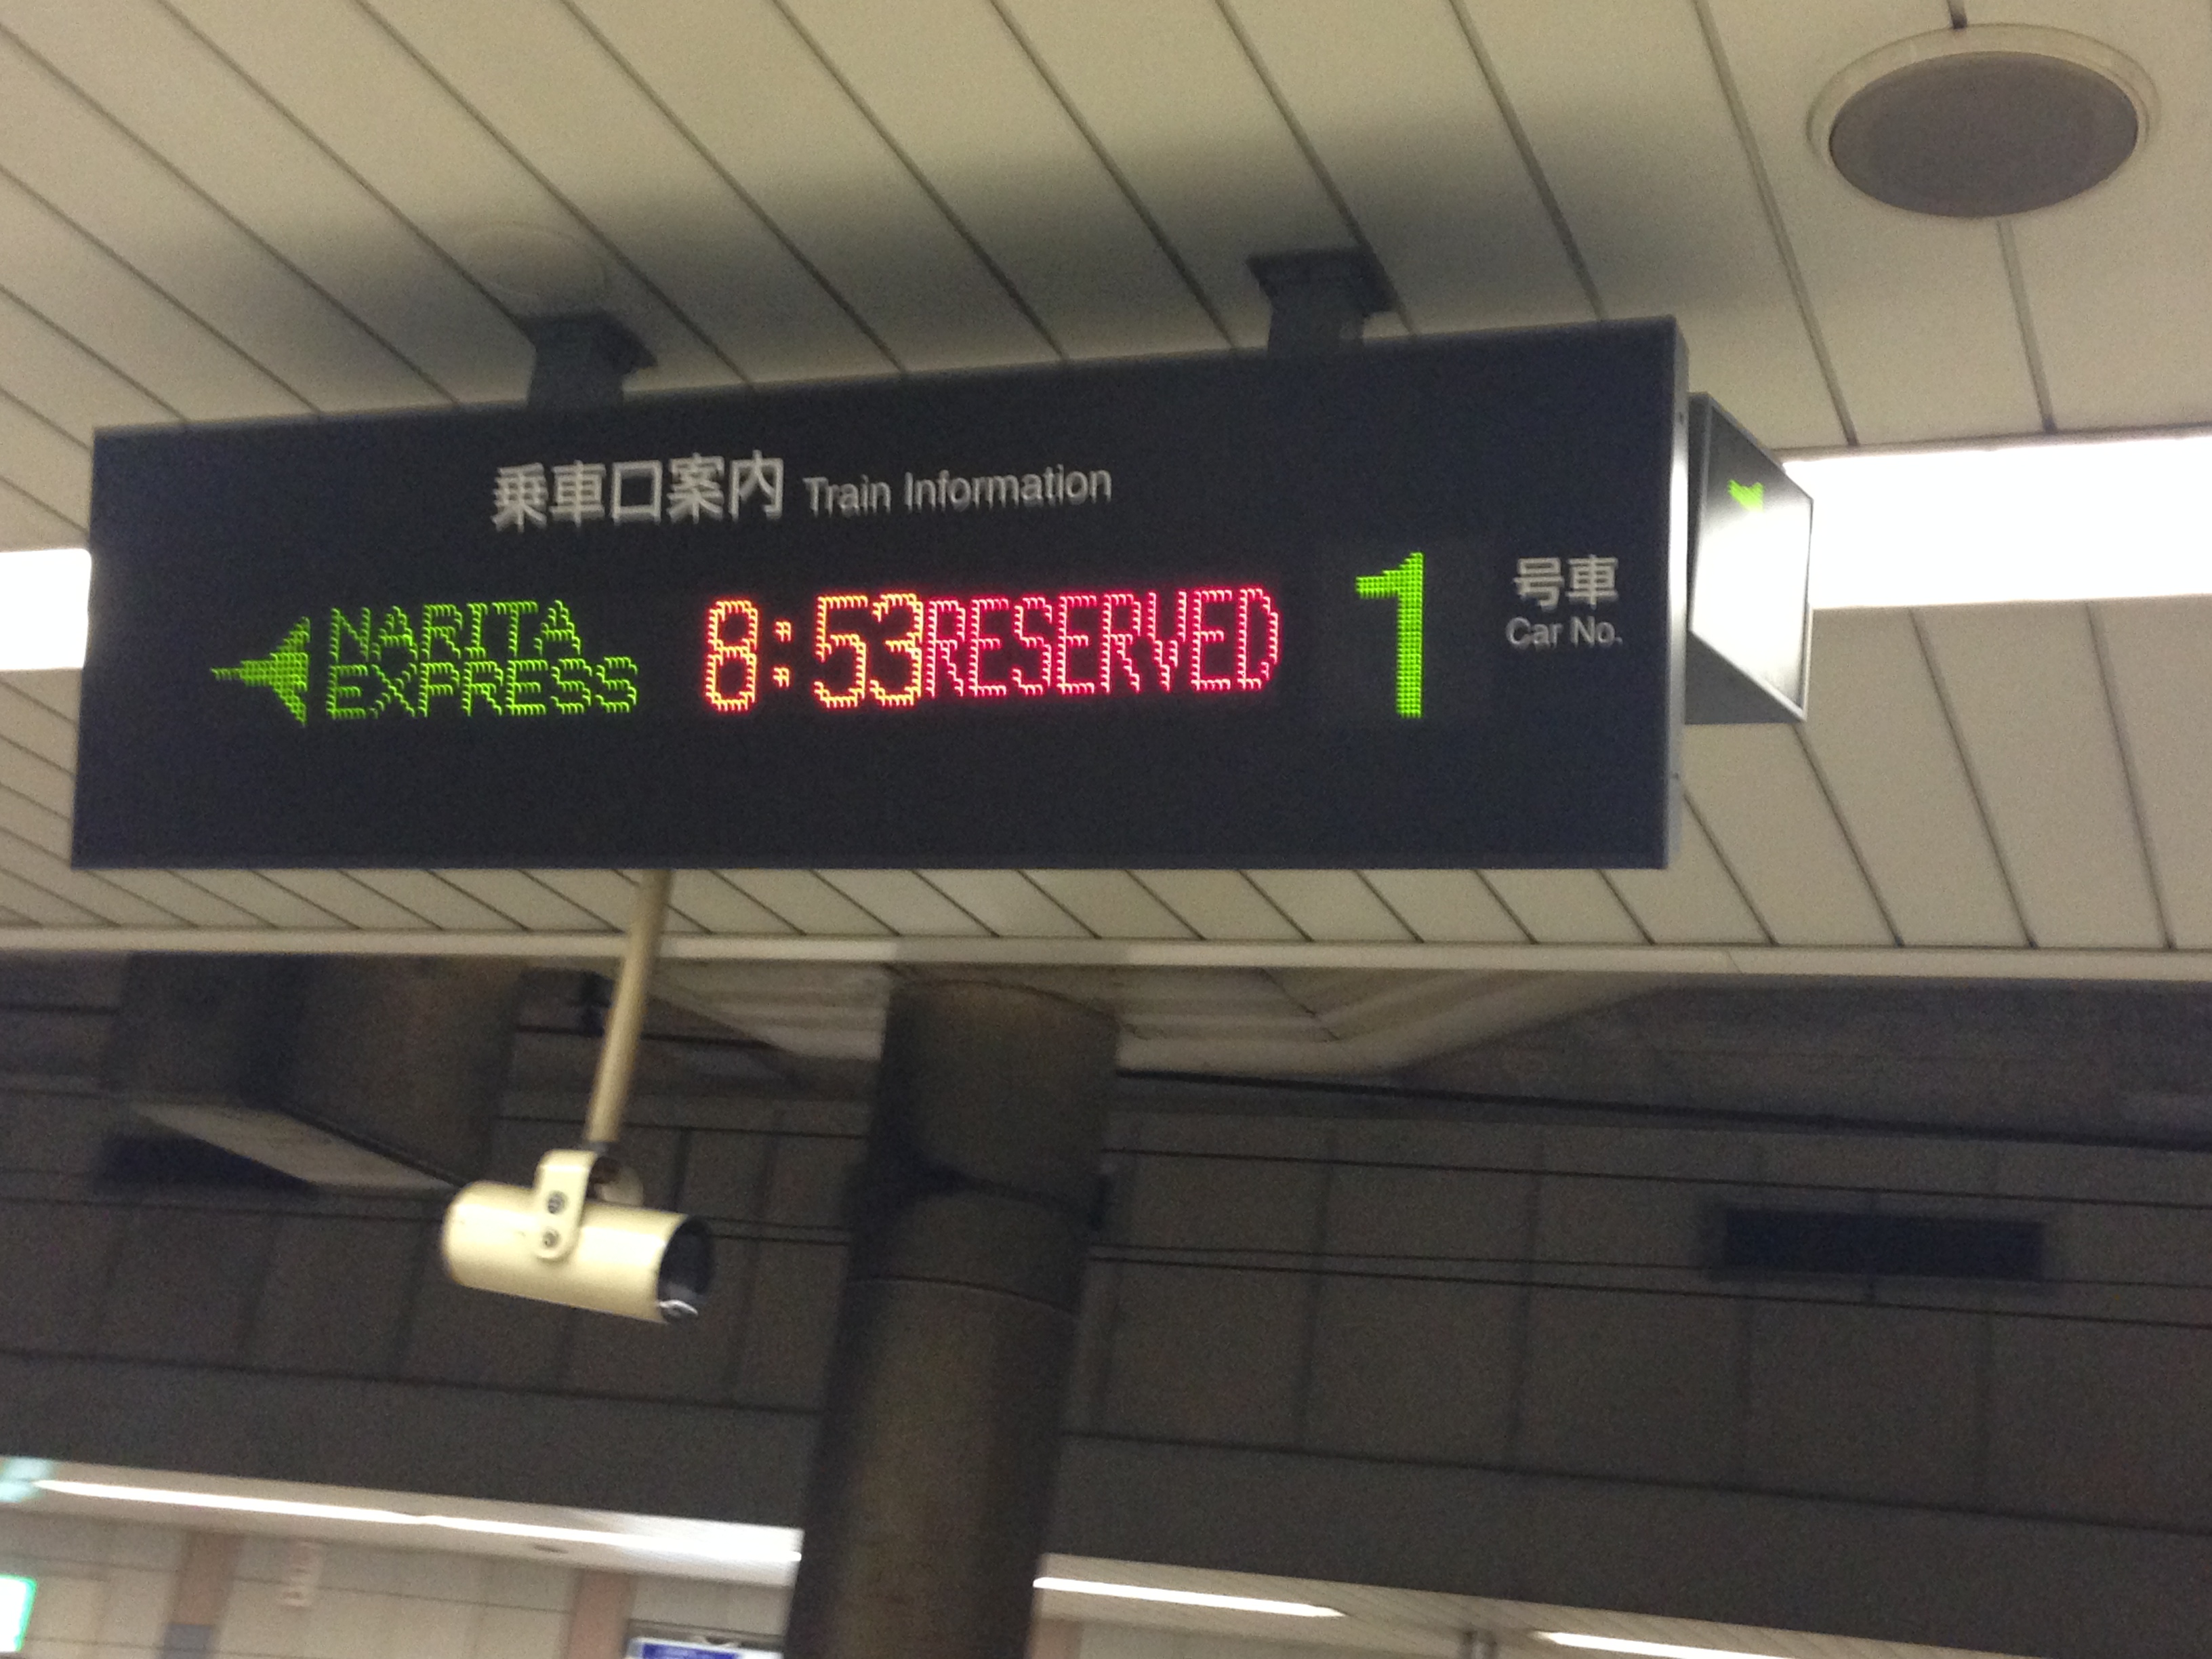 乗車口案内 Train Information
NARITA
EXPRESS
8:53RESERVED
1
号車
Car No.